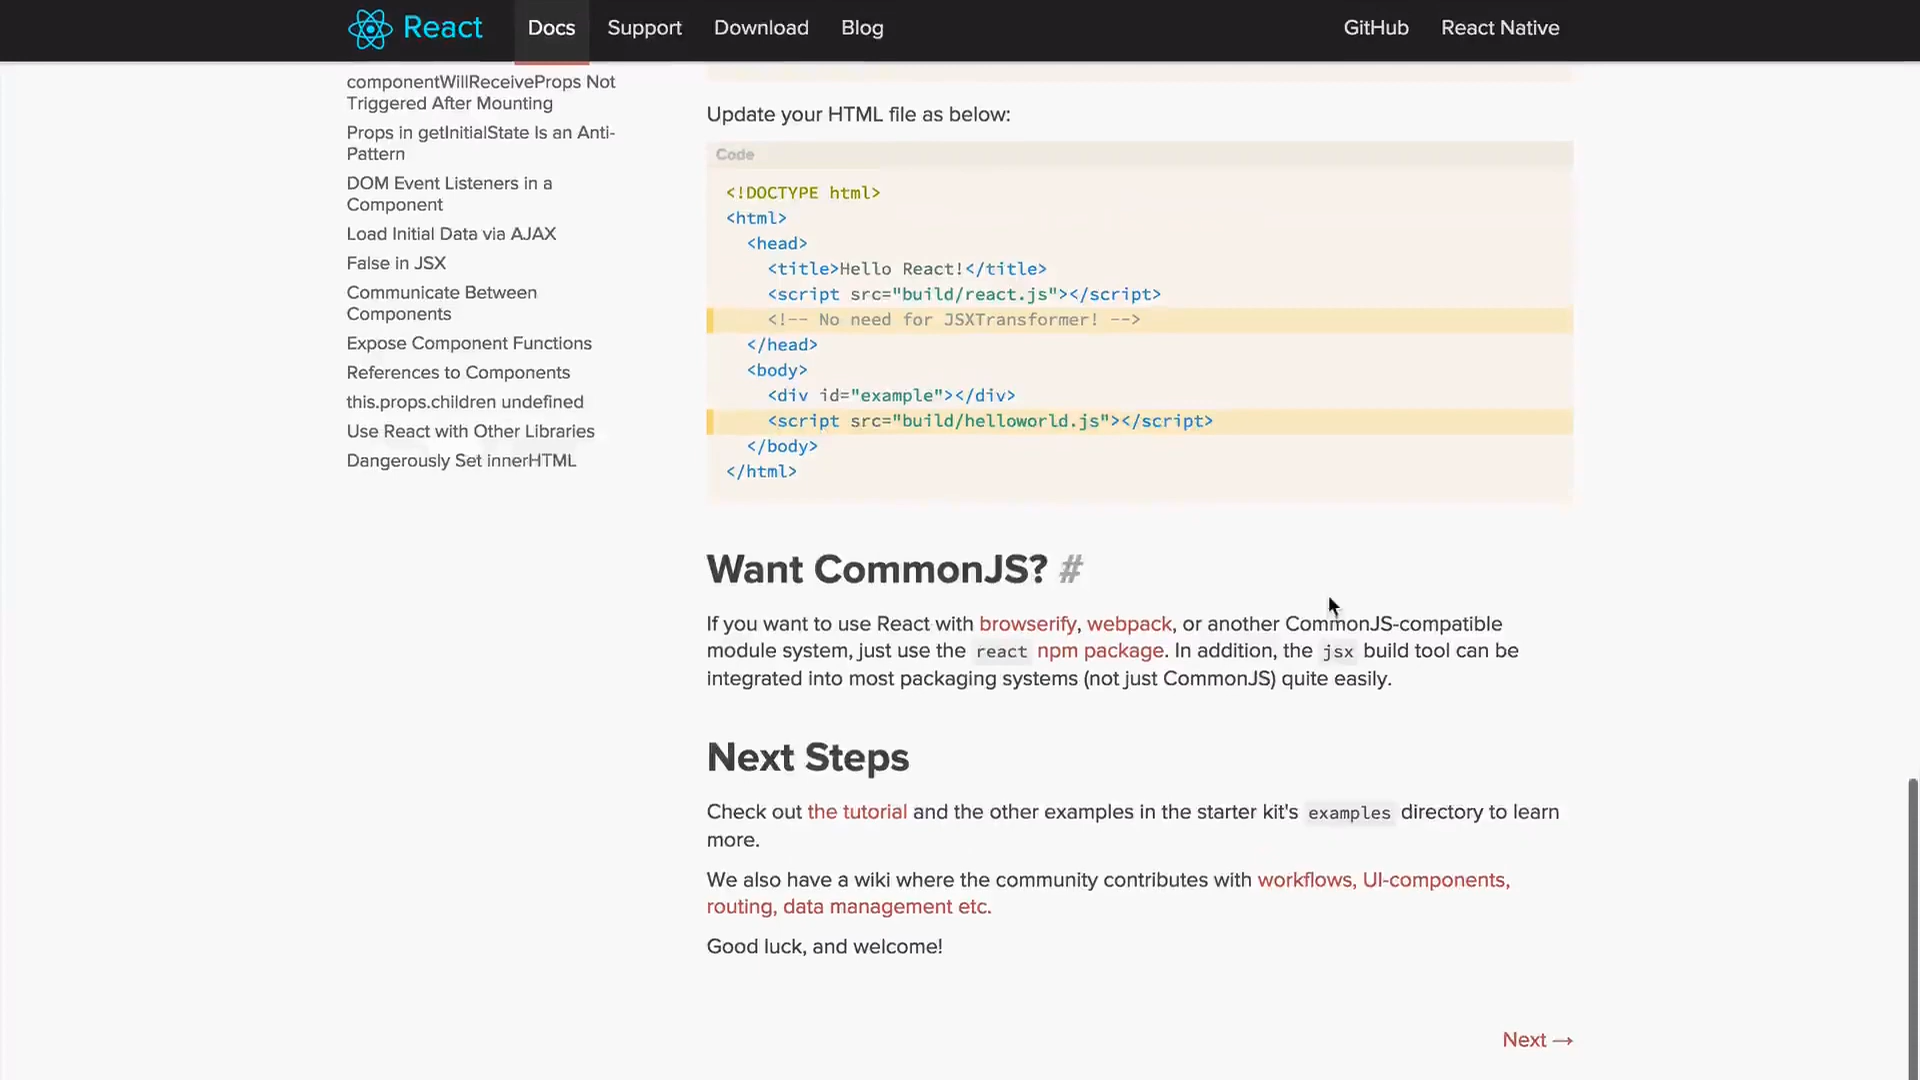 React
Docs
Support
Download
Blog
GitHub
React Native
componentWillReceiveProps Not
Triggered After Mounting
Props in getInitialState Is an Anti-
Pattern
DOM Event Listeners in a
Component
Load Initial Data via AJAX
False in JSX
Communicate Between
Components
Expose Component Functions
References to Components
this.props.children undefined
Use React with Other Libraries
Dangerously Set innerHTML
Update your HTML file as below:
Code
<!DOCTYPE html>
<html>
  <head>
    <title>Hello React!</title>
    <script src="build/react.js"></script>
    <!-- No need for JSXTransformer! -->
  </head>
  <body>
    <div id="example"></div>
    <script src="build/helloworld.js"></script>
  </body>
</html>
Want CommonJS? #
If you want to use React with browserify, webpack, or another CommonJS-compatible
module system, just use the react npm package. In addition, the jsx build tool can be
integrated into most packaging systems (not just CommonJS) quite easily.
Next Steps
Check out the tutorial and the other examples in the starter kit's examples directory to learn
more.
We also have a wiki where the community contributes with workflows, UI-components,
routing, data management etc.
Good luck, and welcome!
Next →